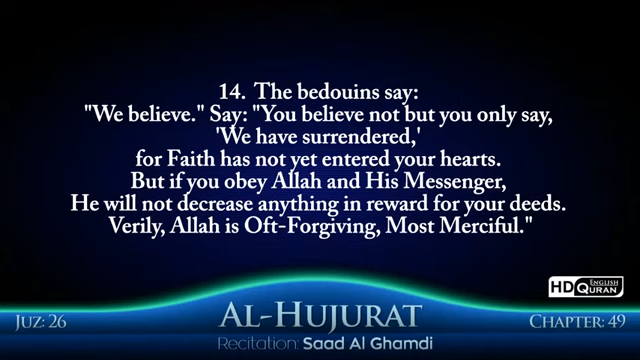 14. The bedouins say:
"We believe." Say: "You believe not but you only say,
'We have surrendered,'
for Faith has not yet entered your hearts.
But if you obey Allah and His Messenger,
He will not decrease anything in reward for your deeds.
Verily, Allah is Oft-Forgiving, Most Merciful."
HD ENGLISH QURAN
Juz: 26
Al-Hujurat
Chapter: 49
Recitation: Saad Al Ghamdi